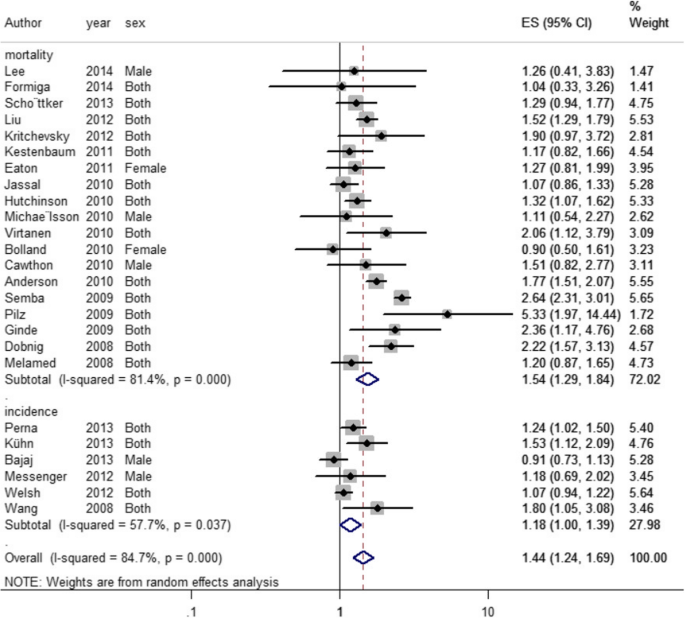 Author year sex ES (95% CI) % Weight
mortality
Lee 2014 Male 1.26 (0.41, 3.83) 1.47
Formiga 2014 Both 1.04 (0.33, 3.26) 1.41
Scho¨ttker 2013 Both 1.29 (0.94, 1.77) 4.75
Liu 2012 Both 1.52 (1.29, 1.79) 5.53
Kritchevsky 2012 Both 1.90 (0.97, 3.72) 2.81
Kestenbaum 2011 Both 1.17 (0.82, 1.66) 4.54
Eaton 2011 Female 1.27 (0.81, 1.99) 3.95
Jassal 2010 Both 1.07 (0.86, 1.33) 5.28
Hutchinson 2010 Both 1.32 (1.07, 1.62) 5.33
Michae¨lsson 2010 Male 1.11 (0.54, 2.27) 2.62
Virtanen 2010 Both 2.06 (1.12, 3.79) 3.09
Bolland 2010 Female 0.90 (0.50, 1.61) 3.23
Cawthon 2010 Male 1.51 (0.82, 2.77) 3.11
Anderson 2010 Both 1.77 (1.51, 2.07) 5.55
Semba 2009 Both 2.64 (2.31, 3.01) 5.65
Pilz 2009 Both 5.33 (1.97, 14.44) 1.72
Ginde 2009 Both 2.36 (1.17, 4.76) 2.68
Dobnig 2008 Both 2.22 (1.57, 3.13) 4.57
Melamed 2008 Both 1.20 (0.87, 1.65) 4.73
Subtotal (I-squared = 81.4%, p = 0.000) 1.54 (1.29, 1.84) 72.02
.
incidence
Perna 2013 Both 1.24 (1.02, 1.50) 5.40
Kühn 2013 Both 1.53 (1.12, 2.09) 4.76
Bajaj 2013 Male 0.91 (0.73, 1.13) 5.28
Messenger 2012 Male 1.18 (0.69, 2.02) 3.45
Welsh 2012 Both 1.07 (0.94, 1.22) 5.64
Wang 2008 Both 1.80 (1.05, 3.08) 3.46
Subtotal (I-squared = 57.7%, p = 0.037) 1.18 (1.00, 1.39) 27.98
.
Overall (I-squared = 84.7%, p = 0.000) 1.44 (1.24, 1.69) 100.00
NOTE: Weights are from random effects analysis
.1 1 10